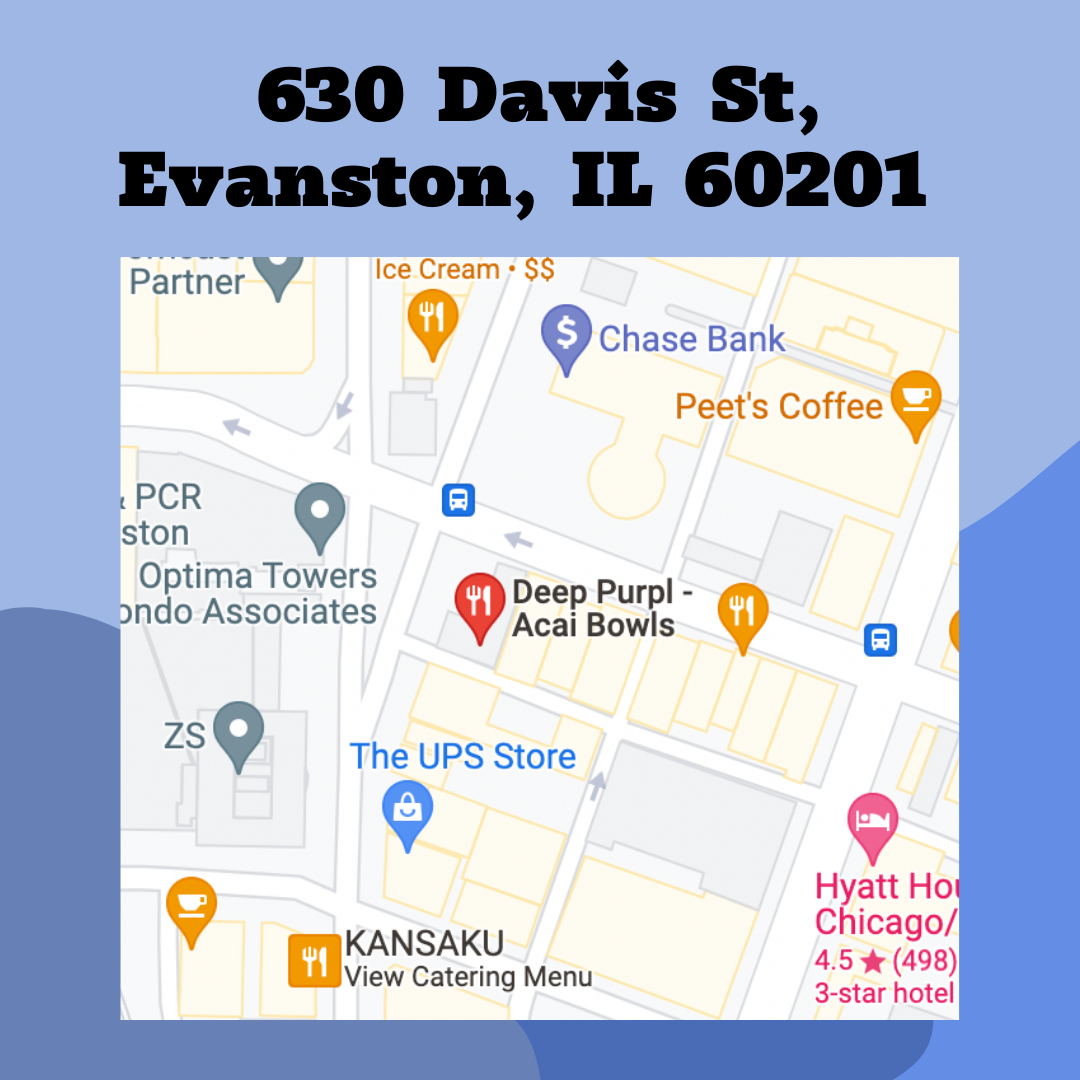 630 Davis St,
Evanston, IL 60201
Partner
Ice Cream • $$
Chase Bank
Peet's Coffee
PCR
ston
Optima Towers
ondo Associates
Deep Purpl -
Acai Bowls
ZS
The UPS Store
Hyatt Hou
Chicago/
4.5 ★ (498)
3-star hotel
KANSAKU
View Catering Menu